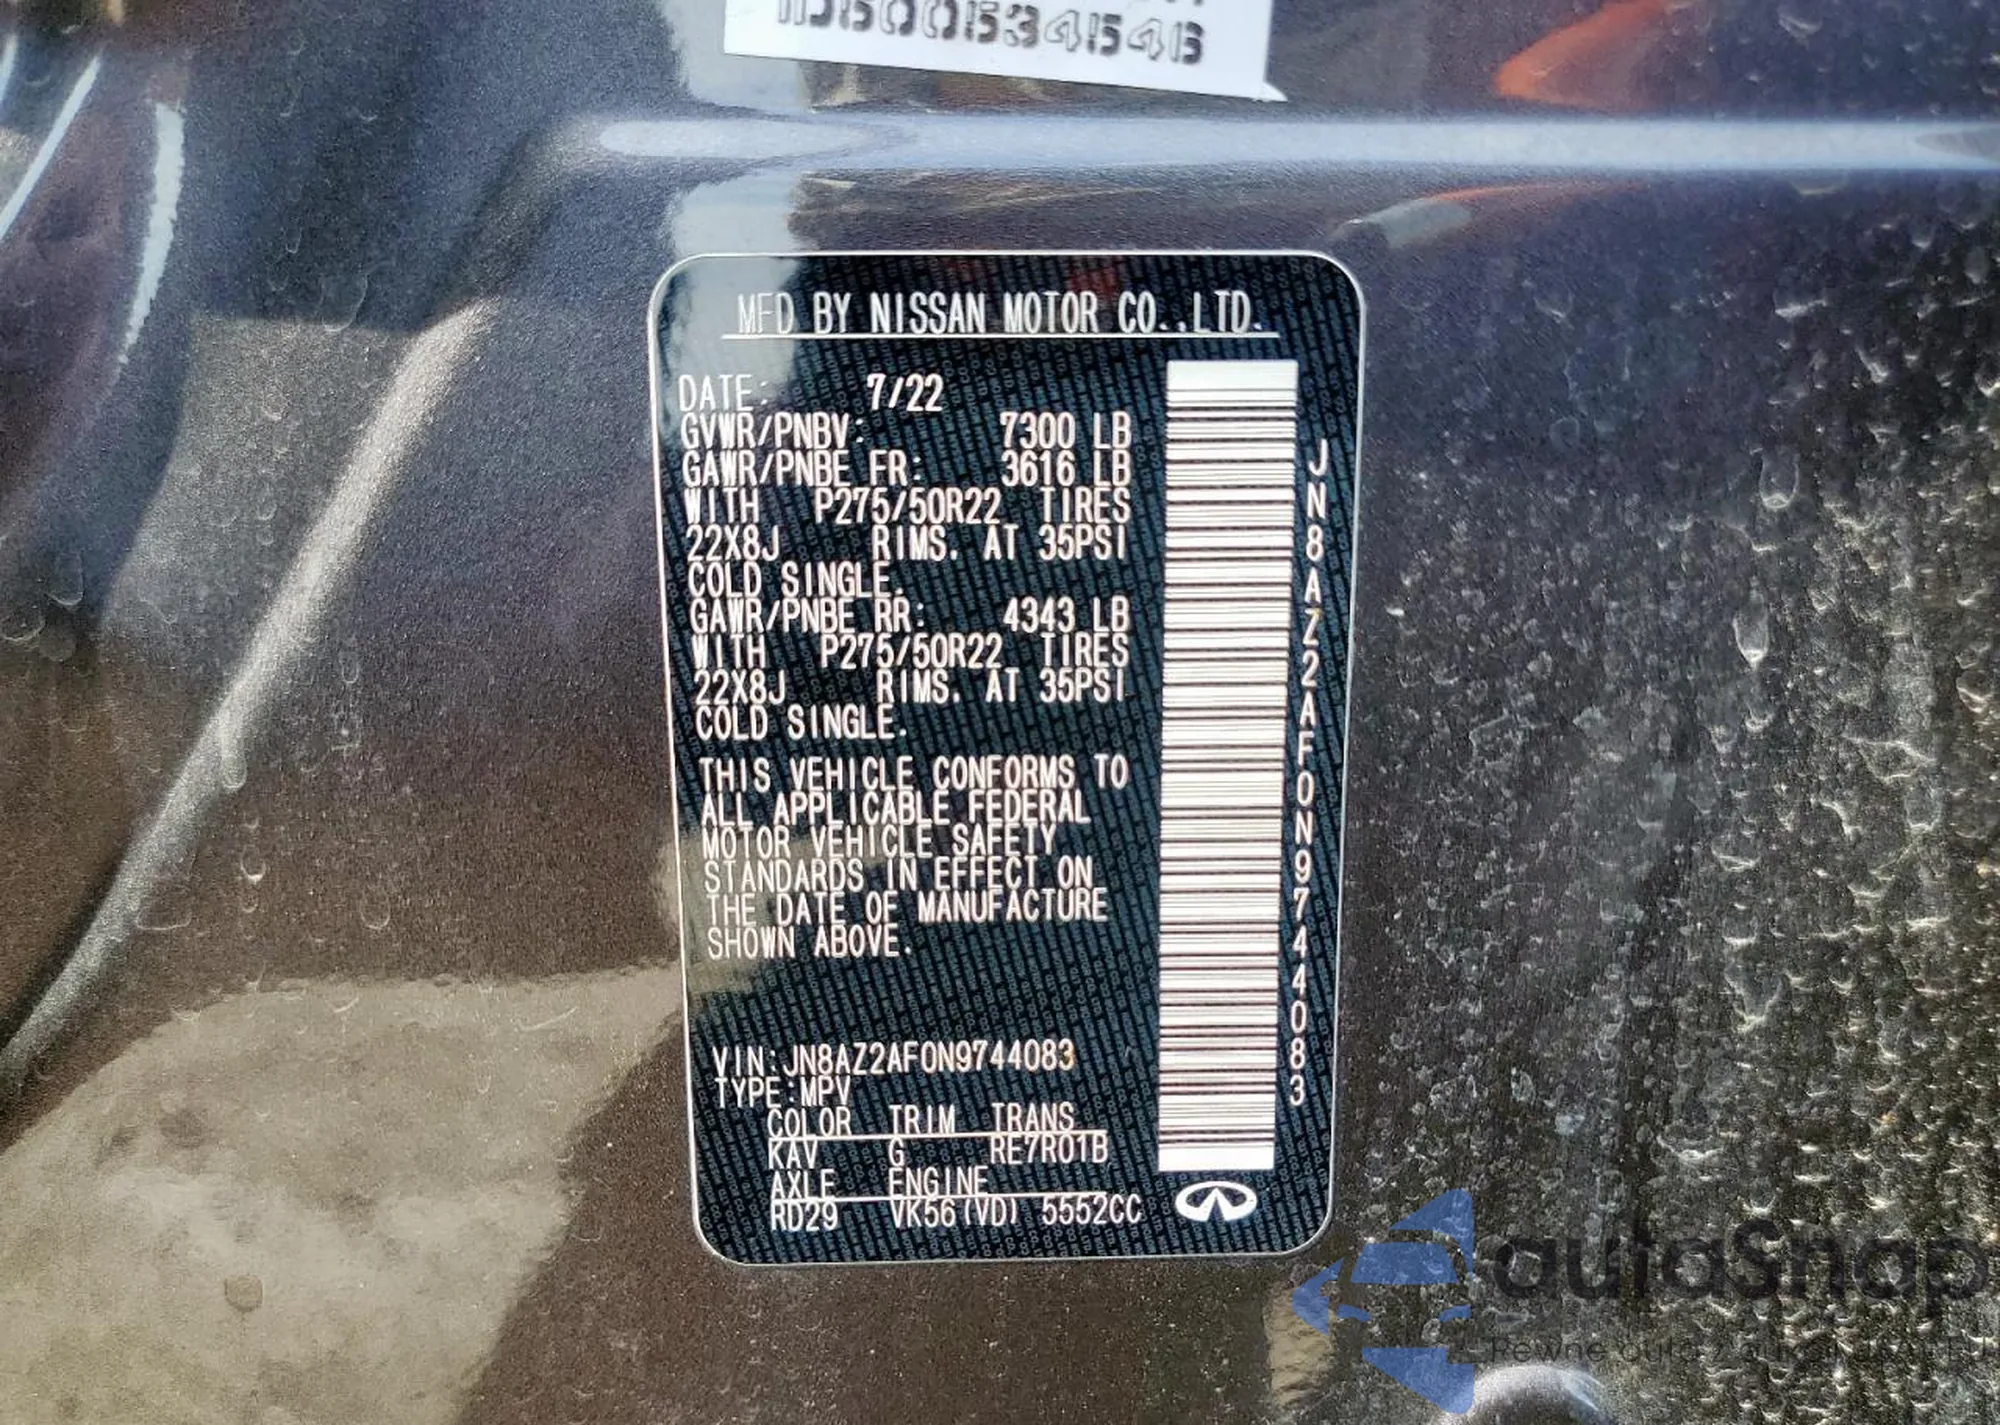 MFD BY NISSAN MOTOR CO.,LTD.
DATE: 7/22
GVWR/PNBV: 7300 LB
GAWR/PNBE FR: 3616 LB
WITH P275/50R22 TIRES
22X8J RIMS. AT 35PSI
COLD SINGLE.
GAWR/PNBE RR: 4343 LB
WITH P275/50R22 TIRES
22X8J RIMS. AT 35PSI
COLD SINGLE.
THIS VEHICLE CONFORMS TO
ALL APPLICABLE FEDERAL
MOTOR VEHICLE SAFETY
STANDARDS IN EFFECT ON
THE DATE OF MANUFACTURE
SHOWN ABOVE.
VIN:JN8AZ2AF0N9744083
TYPE:MPV
COLOR TRIM TRANS
KAV G RE7R01B
AXLE ENGINE
RD29 VK56(VD) 5552CC
JN8AZ2AF0N9744083
autoSnap